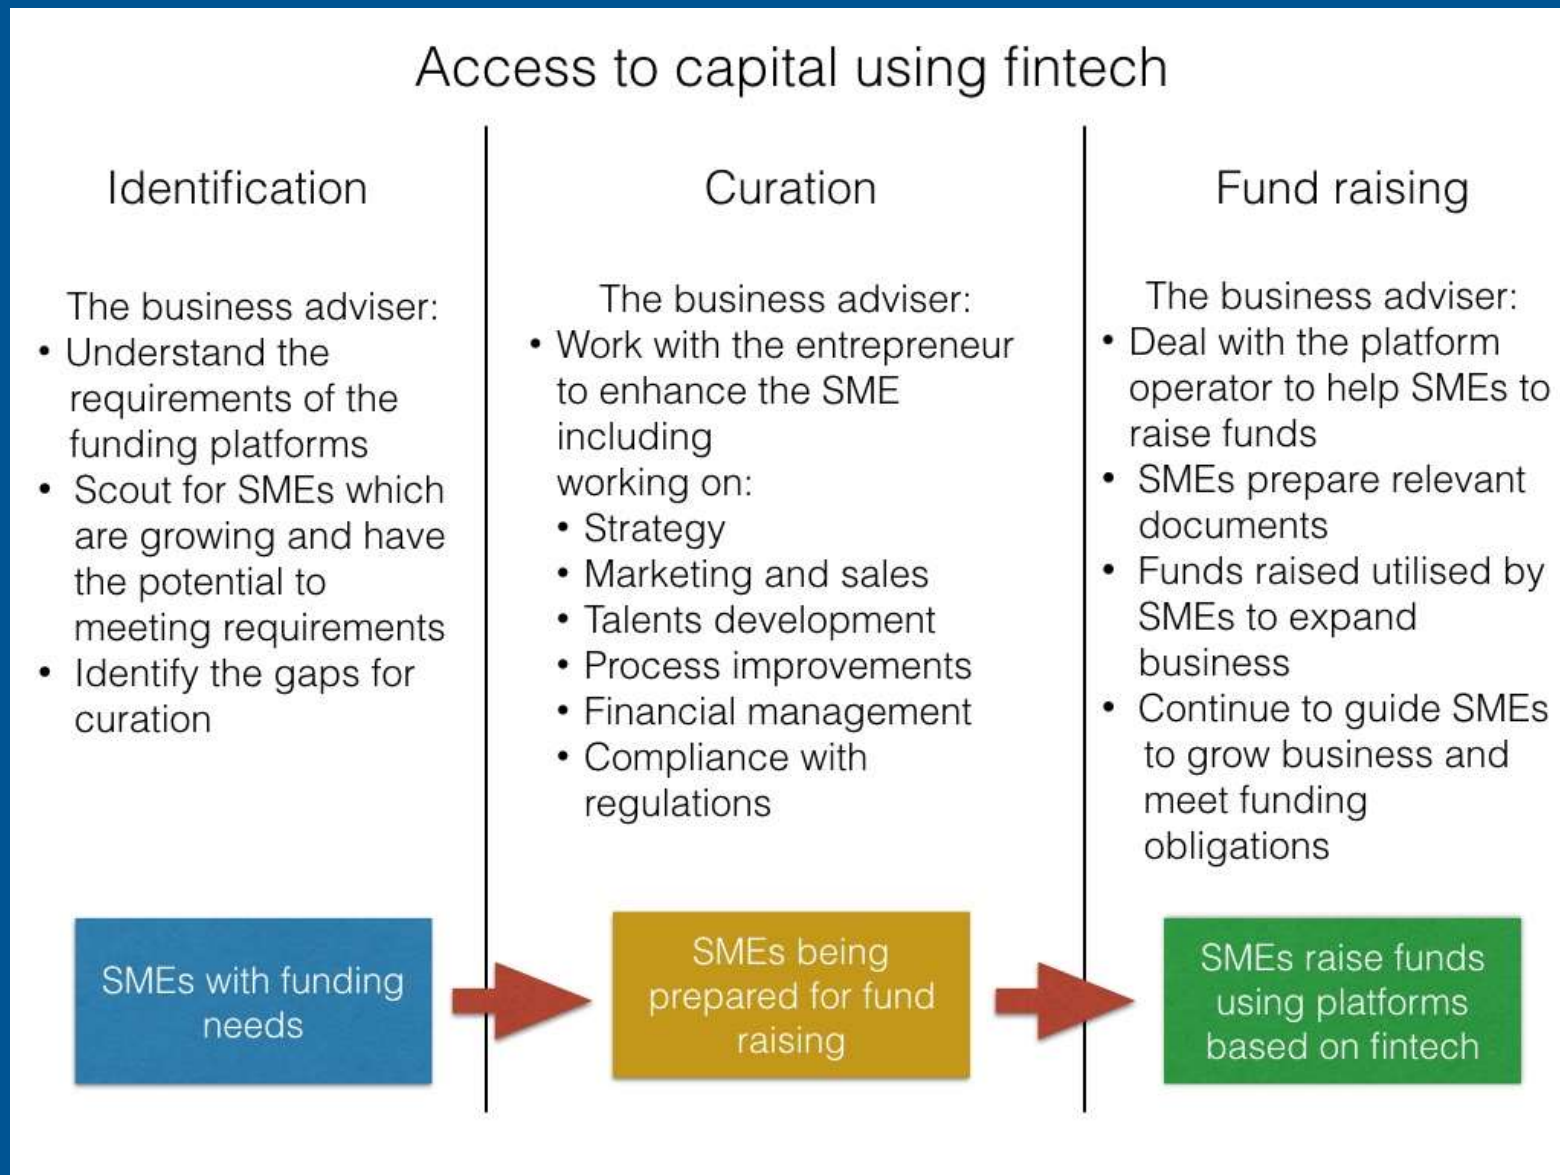 Access to capital using fintech
Identification
The business adviser:
• Understand the
requirements of the
funding platforms
• Scout for SMEs which
are growing and have
the potential to
meeting requirements
• Identify the gaps for
curation
SMEs with funding
needs
Curation
The business adviser:
• Work with the entrepreneur
to enhance the SME
including
working on:
• Strategy
• Marketing and sales
• Talents development
• Process improvements
• Financial management
• Compliance with
regulations
SMEs being
prepared for fund
raising
Fund raising
The business adviser:
• Deal with the platform
operator to help SMEs to
raise funds
• SMEs prepare relevant
documents
• Funds raised utilised by
SMEs to expand
business
• Continue to guide SMEs
to grow business and
meet funding
obligations
SMEs raise funds
using platforms
based on fintech